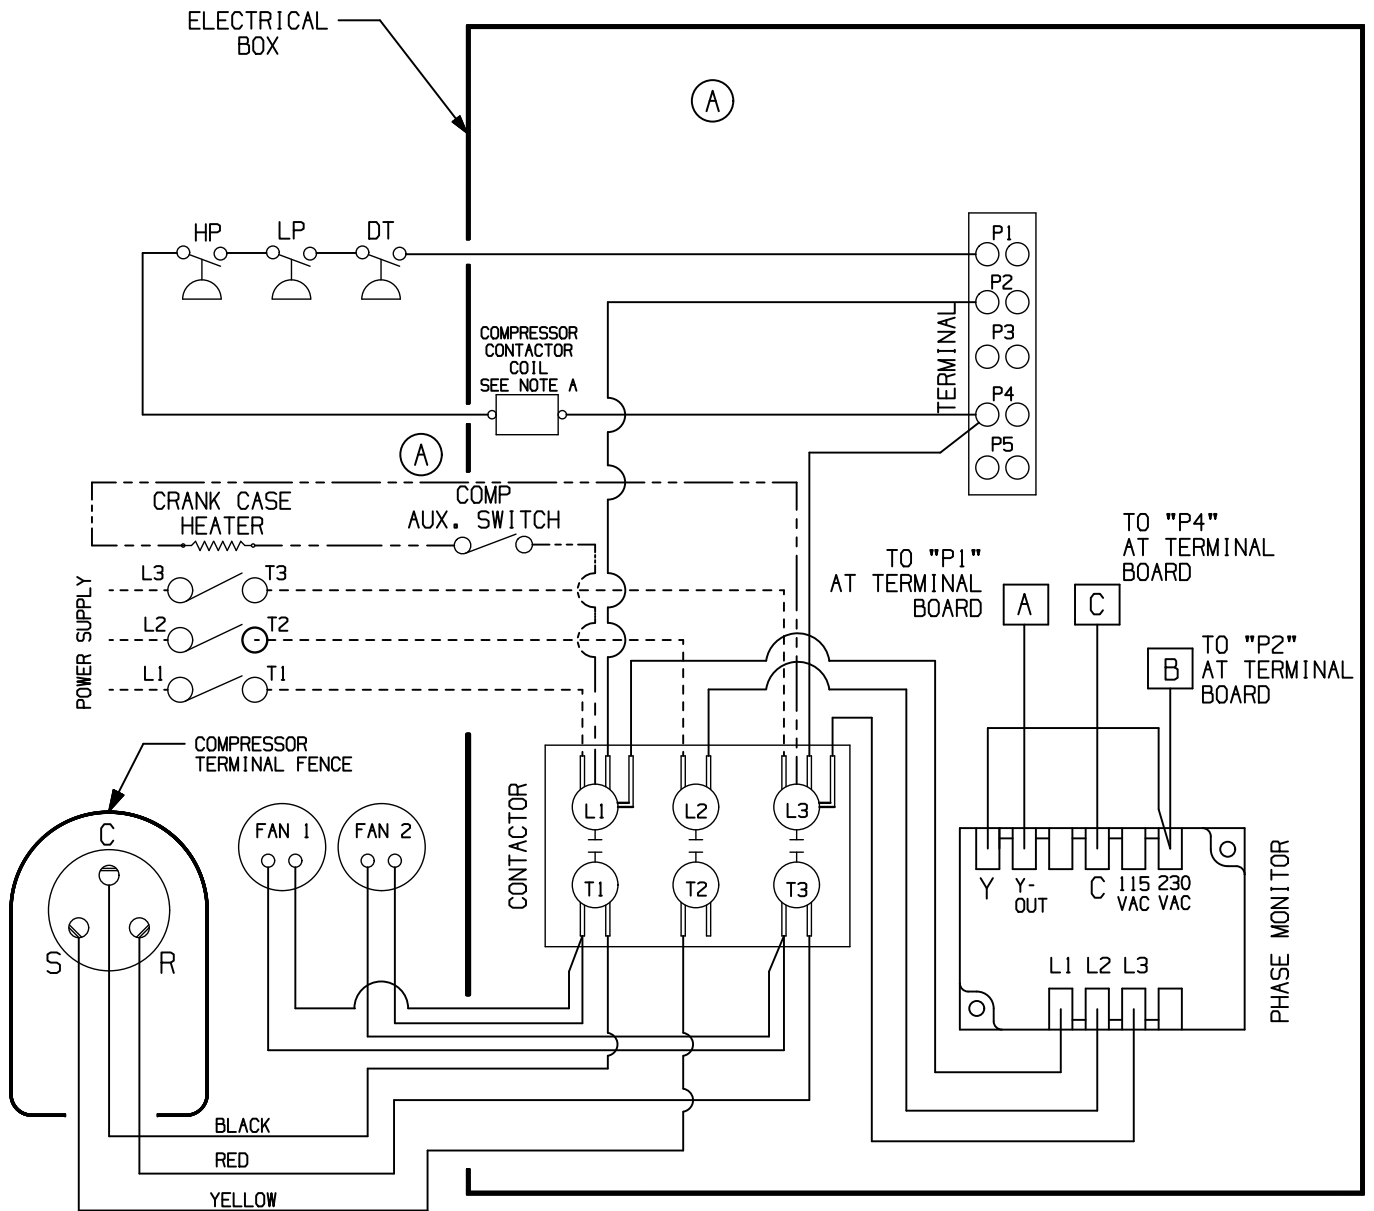 ELECTRICAL
BOX
A
HP
LP
DT
P1
P2
P3
P4
P5
TERMINAL
COMPRESSOR
CONTACTOR
COIL
SEE NOTE A
A
CRANK CASE
HEATER
COMP
AUX. SWITCH
POWER SUPPLY
L3
T3
L2
T2
L1
T1
TO "P1"
AT TERMINAL
BOARD
A
C
TO "P4"
AT TERMINAL
BOARD
B
TO "P2"
AT TERMINAL
BOARD
COMPRESSOR
TERMINAL FENCE
C
S
R
FAN 1
FAN 2
CONTACTOR
L1
L2
L3
T1
T2
T3
Y
Y-
OUT
C
115
VAC
230
VAC
L1
L2
L3
PHASE MONITOR
BLACK
RED
YELLOW